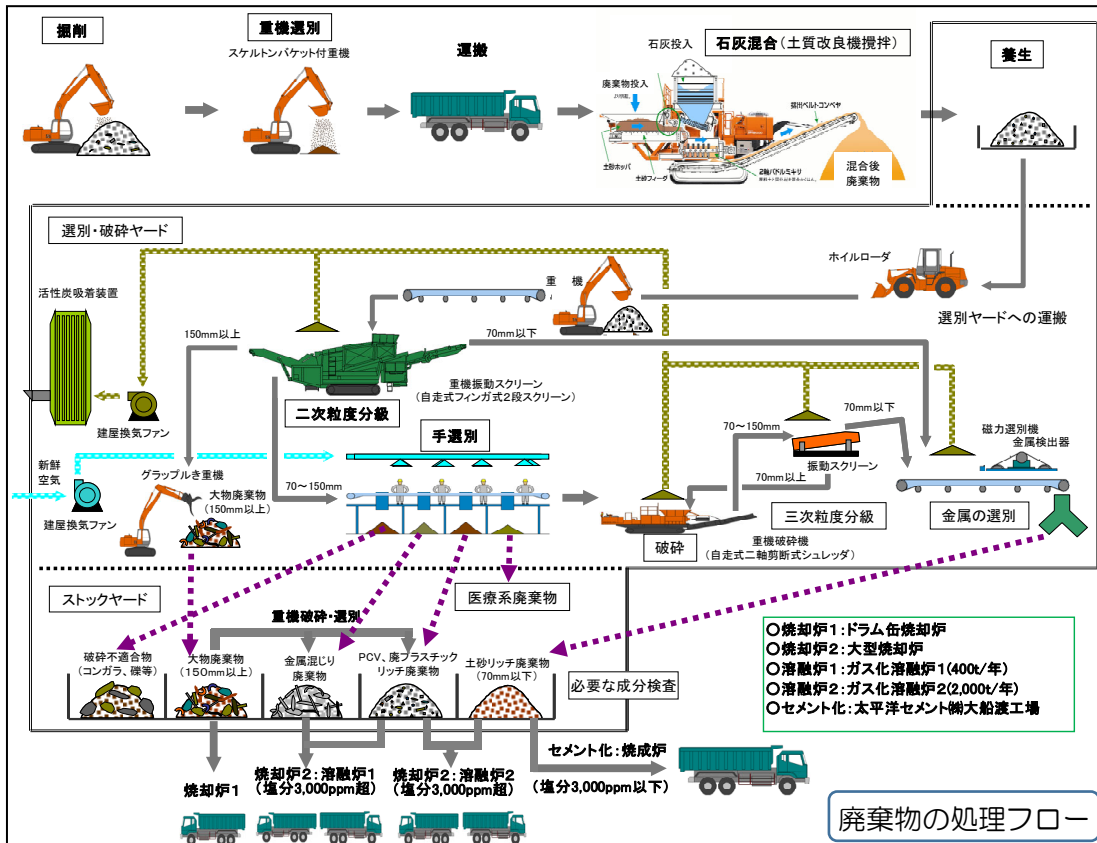 掘削
重機選別
スケルトンバケット付重機
運搬
石灰投入
石灰混合(土質改良機攪拌)
廃棄物投入
排出ベルトコンベヤ
土砂ホッパ
土砂フィーダ
2軸パドルミキサ
混合後
廃棄物
養生
選別・破砕ヤード
活性炭吸着装置
建屋換気ファン
150mm以上
重機
70mm以下
ホイルローダ
選別ヤードへの運搬
重機振動スクリーン
(自走式フィンガ式2段スクリーン)
二次粒度分級
手選別
新鮮
空気
建屋換気ファン
グラップルき重機
大物廃棄物
(150mm以上)
70~150mm
70~150mm
70mm以下
振動スクリーン
70mm以上
磁力選別機
金属検出器
破砕
三次粒度分級
重機破砕機
(自走式二軸剪断式シュレッダ)
金属の選別
ストックヤード
医療系廃棄物
重機破砕・選別
破砕不適合物
(コンガラ、礫等)
大物廃棄物
(150mm以上)
金属混じり
廃棄物
PCV、廃プラスチック
リッチ廃棄物
土砂リッチ廃棄物
(70mm以下)
必要な成分検査
○焼却炉1:ドラム缶焼却炉
○焼却炉2:大型焼却炉
○溶融炉1:ガス化溶融炉1(400t/年)
○溶融炉2:ガス化溶融炉2(2,000t/年)
○セメント化:太平洋セメント㈱大船渡工場
焼却炉1
焼却炉2:溶融炉1
(塩分3,000ppm超)
焼却炉2:溶融炉2
(塩分3,000ppm超)
セメント化:焼成炉
(塩分3,000ppm以下)
廃棄物の処理フロー